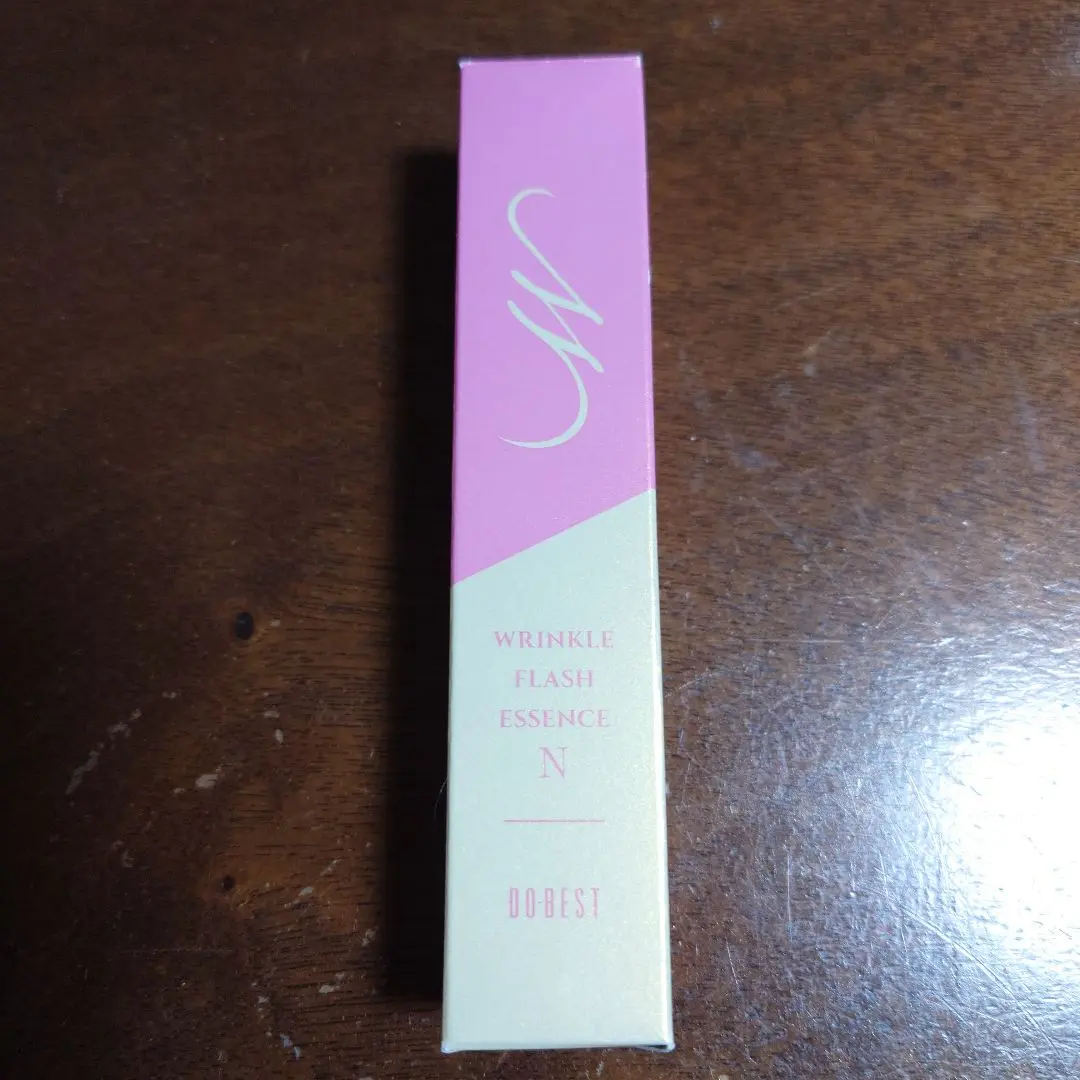 W
WRINKLE
FLASH
ESSENCE
N
DO-BEST